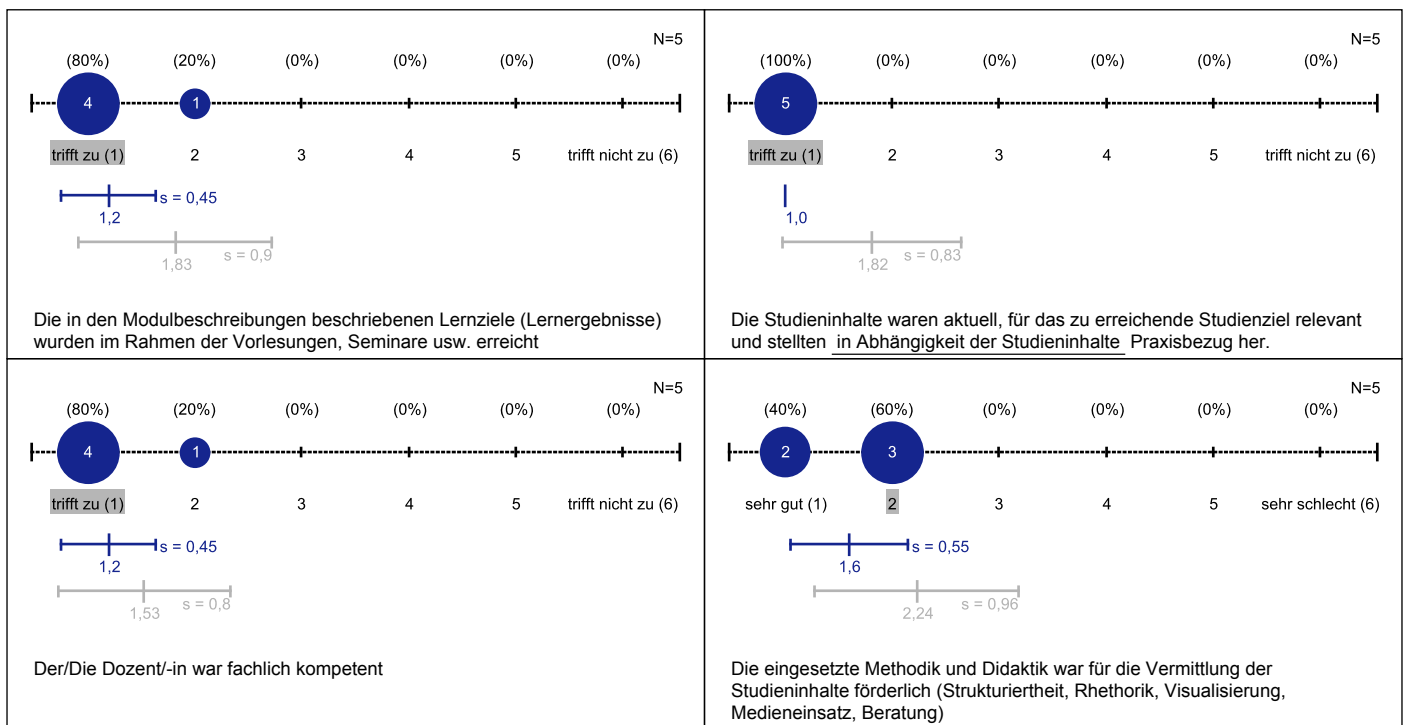 N=5
(80%) (20%) (0%) (0%) (0%) (0%)
4 1
trifft zu (1) 2 3 4 5 trifft nicht zu (6)
s = 0,45
1,2
s = 0,9
1,83
Die in den Modulbeschreibungen beschriebenen Lernziele (Lernergebnisse)
wurden im Rahmen der Vorlesungen, Seminare usw. erreicht
N=5
(100%) (0%) (0%) (0%) (0%) (0%)
5
trifft zu (1) 2 3 4 5 trifft nicht zu (6)
1,0
s = 0,83
1,82
Die Studieninhalte waren aktuell, für das zu erreichende Studienziel relevant
und stellten in Abhängigkeit der Studieninhalte Praxisbezug her.
N=5
(80%) (20%) (0%) (0%) (0%) (0%)
4 1
trifft zu (1) 2 3 4 5 trifft nicht zu (6)
s = 0,45
1,2
s = 0,8
1,53
Der/Die Dozent/-in war fachlich kompetent
N=5
(40%) (60%) (0%) (0%) (0%) (0%)
2 3
sehr gut (1) 2 3 4 5 sehr schlecht (6)
s = 0,55
1,6
s = 0,96
2,24
Die eingesetzte Methodik und Didaktik war für die Vermittlung der
Studieninhalte förderlich (Strukturiertheit, Rhethorik, Visualisierung,
Medieneinsatz, Beratung)